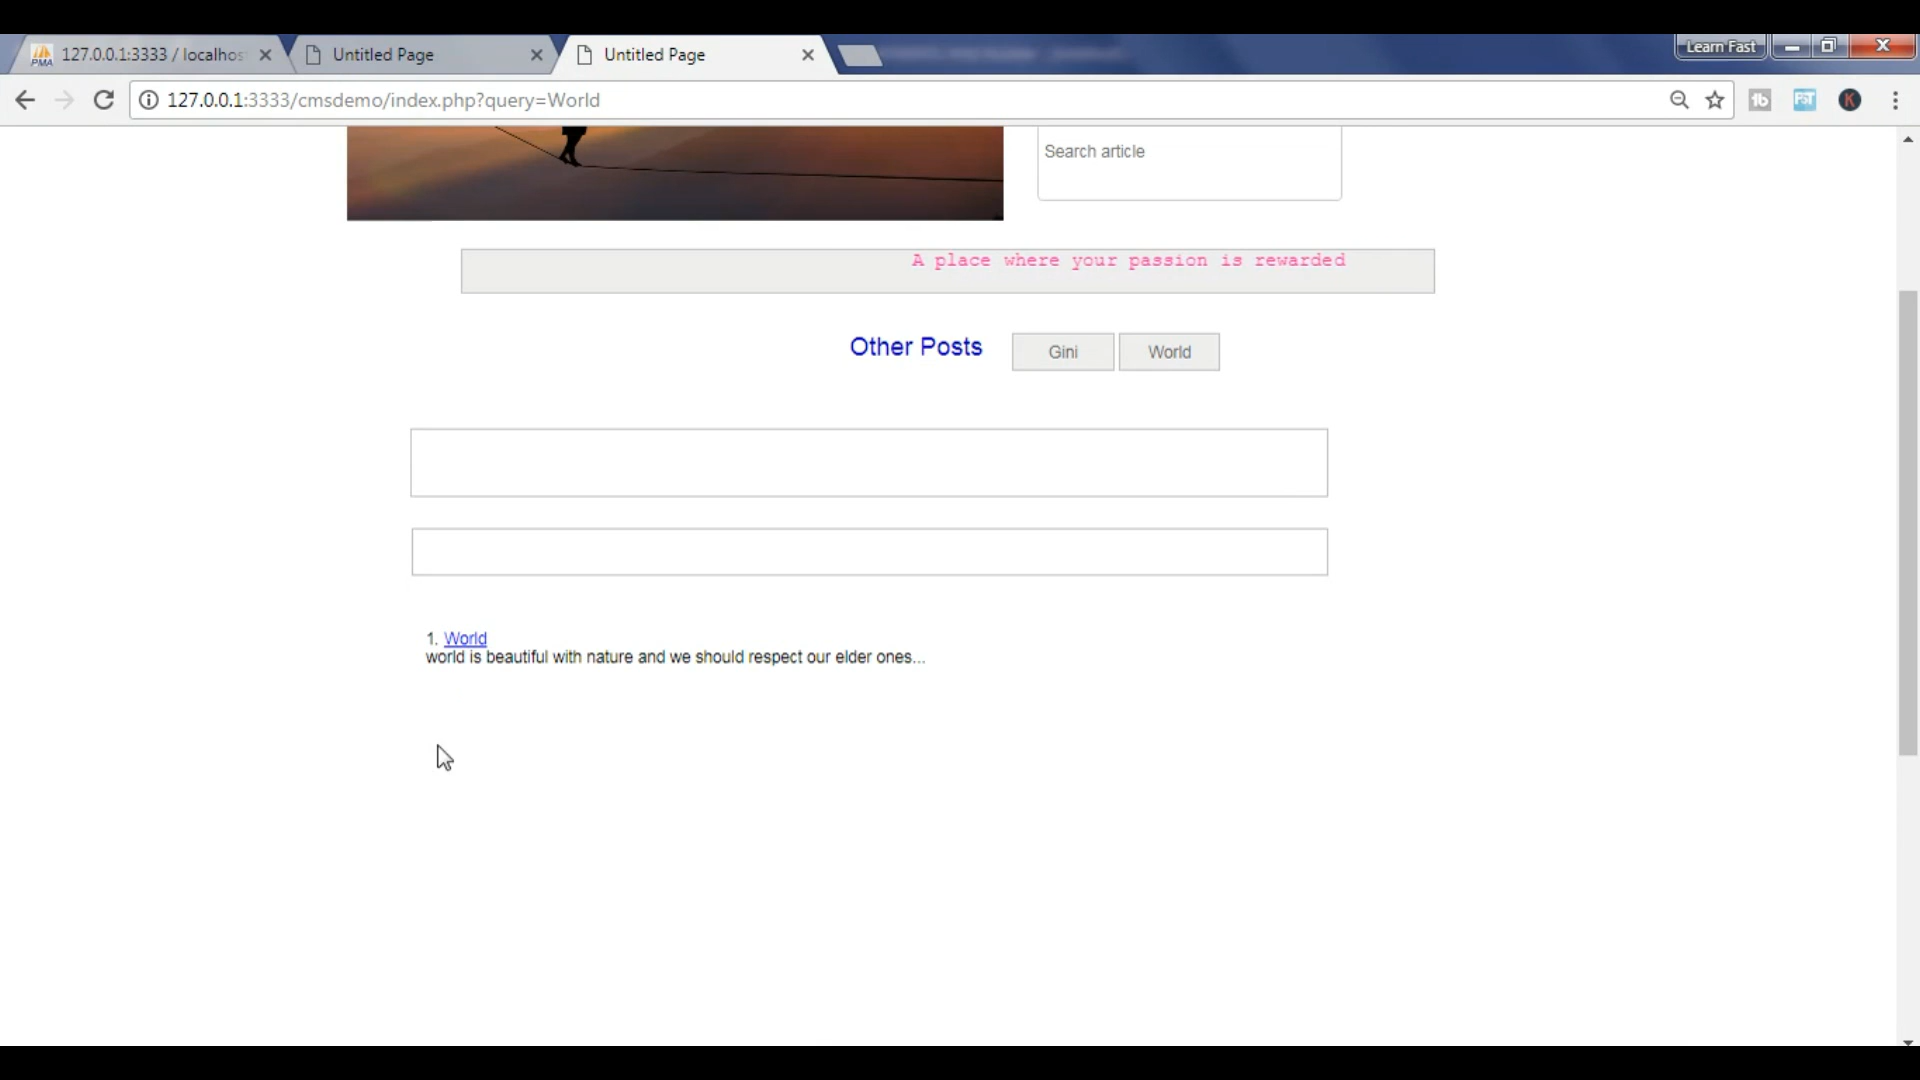 127.0.0.1:3333 / localhos
Untitled Page
Untitled Page
Learn Fast
127.0.0.1:3333/cmsdemo/index.php?query=World
Search article
A place where your passion is rewarded
Other Posts
Gini
World
1. World
world is beautiful with nature and we should respect our elder ones...